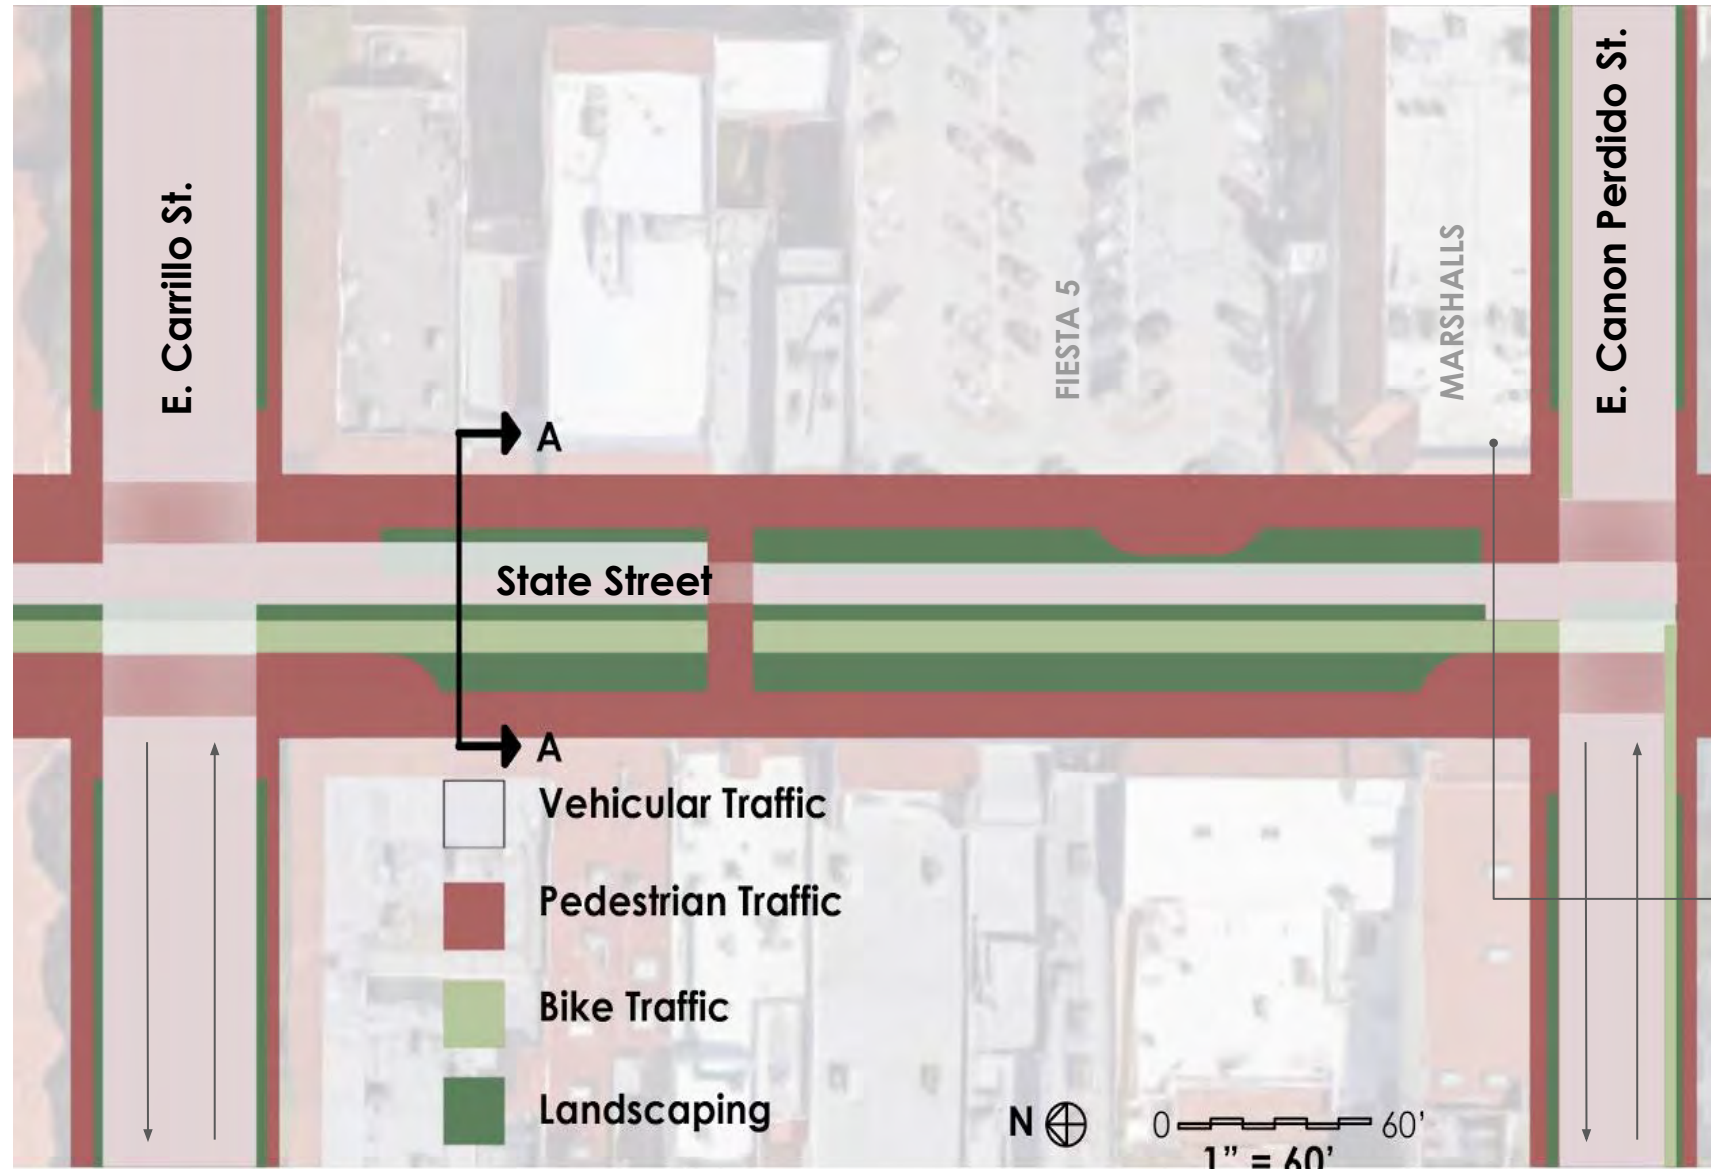 E. Carrillo St.
E. Canon Perdido St.
FIESTA 5
MARSHALLS
A
State Street
A
Vehicular Traffic
Pedestrian Traffic
Bike Traffic
Landscaping
N
0 60'
1” = 60’